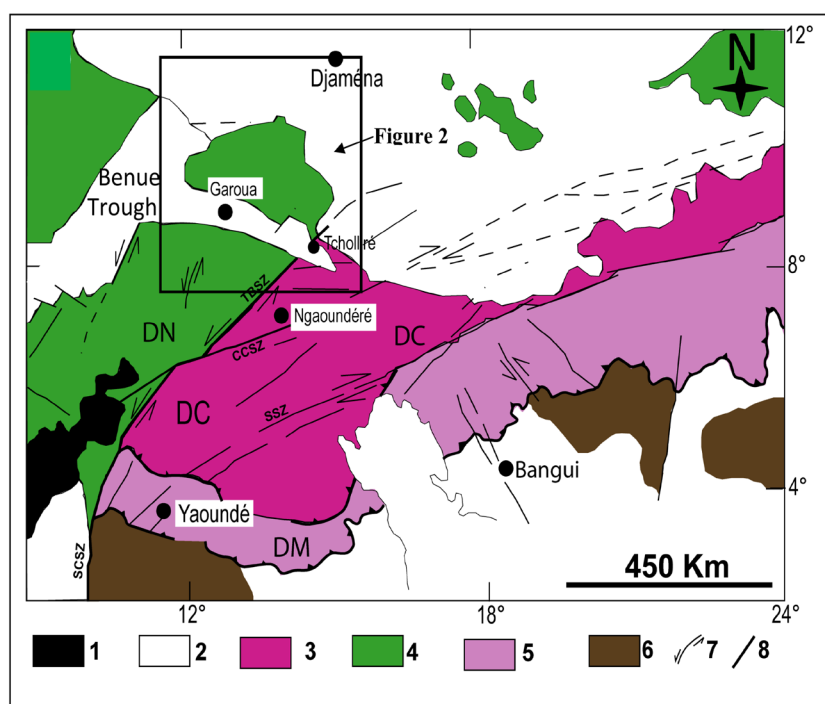 12°
N
Djaména
Figure 2
Benue
Trough
Garoua
Tcholliré
8°
TBSZ
Ngaoundéré
DN
DC
CCSZ
DC
SSZ
Bangui
4°
Yaoundé
DM
SCSZ
450 Km
12°
18°
24°
1 2 3 4 5 6 7 8